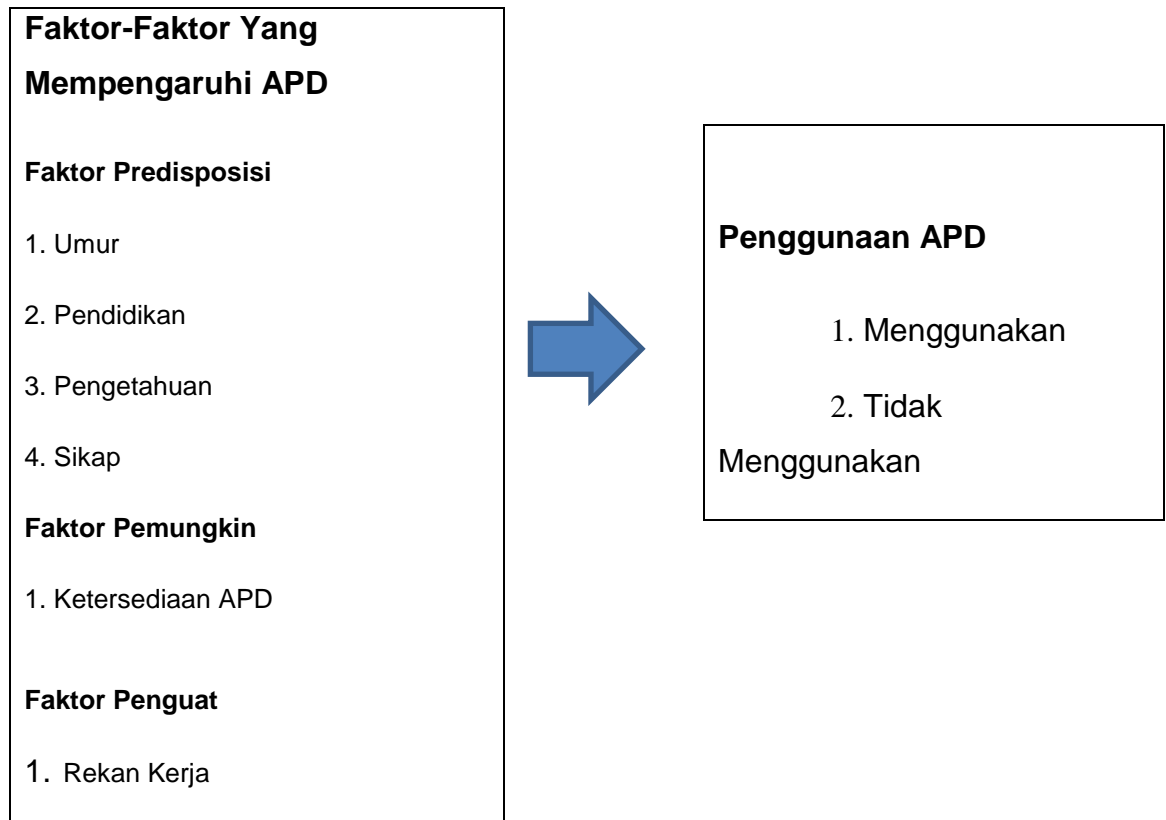 Faktor-Faktor Yang
Mempengaruhi APD
Faktor Predisposisi
1. Umur
2. Pendidikan
3. Pengetahuan
4. Sikap
Faktor Pemungkin
1. Ketersediaan APD
Faktor Penguat
1. Rekan Kerja
Penggunaan APD
1. Menggunakan
2. Tidak
Menggunakan